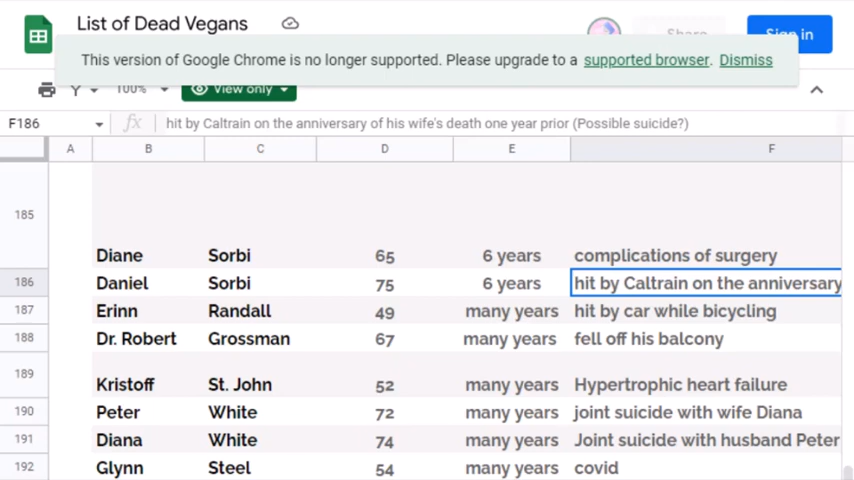 List of Dead Vegans
Share
Sign in
This version of Google Chrome is no longer supported. Please upgrade to a supported browser. Dismiss
100%
View only
F186
fx
hit by Caltrain on the anniversary of his wife's death one year prior (Possible suicide?)
A B C D E F
185 Diane Sorbi 65 6 years complications of surgery
186 Daniel Sorbi 75 6 years hit by Caltrain on the anniversary
187 Erinn Randall 49 many years hit by car while bicycling
188 Dr. Robert Grossman 67 many years fell off his balcony
189 Kristoff St. John 52 many years Hypertrophic heart failure
190 Peter White 72 many years joint suicide with wife Diana
191 Diana White 74 many years Joint suicide with husband Peter
192 Glynn Steel 54 many years covid